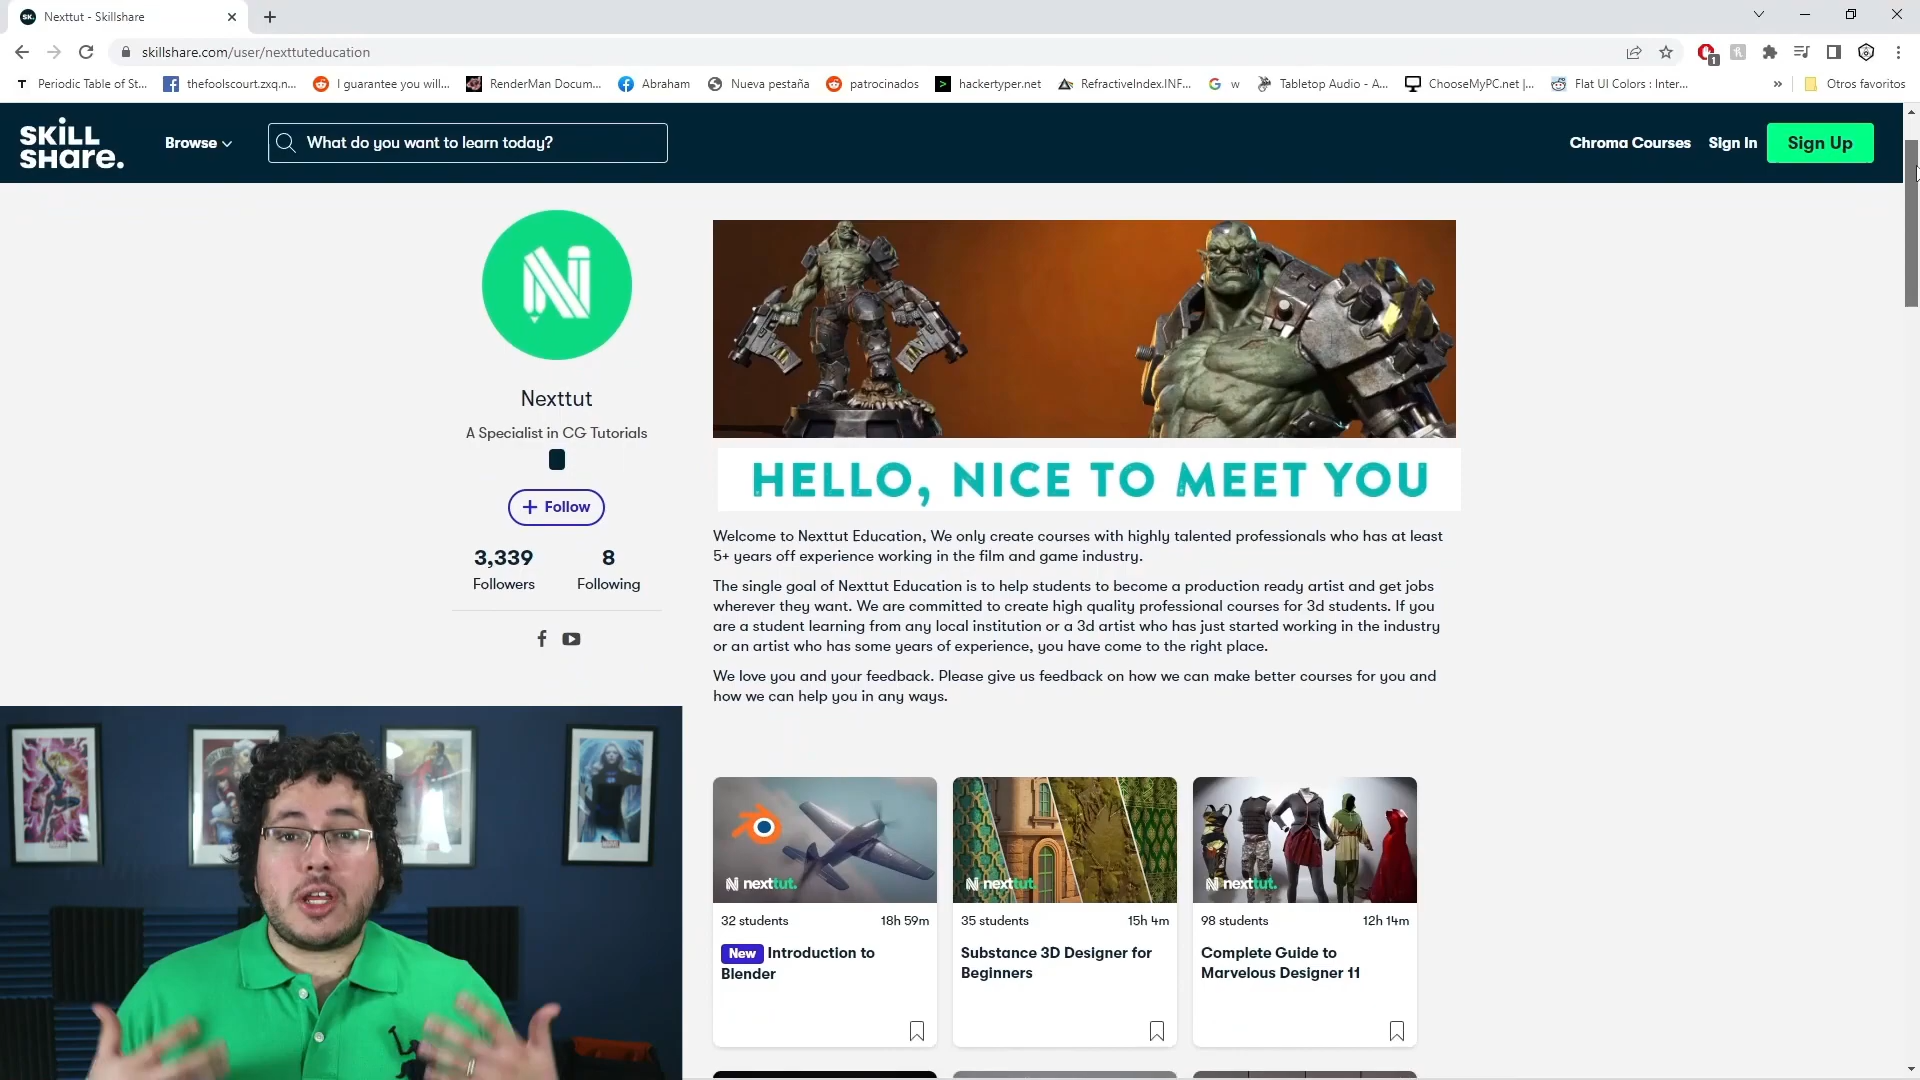 Nexttut - Skillshare
skillshare.com/user/nexttuteducation
1
Periodic Table of St...
thefoolscourt.zxq.n...
I guarantee you will...
RenderMan Docum...
Abraham
Nueva pestaña
patrocinados
hackertyper.net
RefractiveIndex.INF...
w
Tabletop Audio - A...
ChooseMyPC.net |...
Flat UI Colors : Inter...
»
Otros favoritos
SKILL
SHARE.
Browse
What do you want to learn today?
Chroma Courses
Sign In
Sign Up
Nexttut
A Specialist in CG Tutorials
+ Follow
3,339
Followers
8
Following
HELLO, NICE TO MEET YOU
Welcome to Nexttut Education, We only create courses with highly talented professionals who has at least
5+ years off experience working in the film and game industry.
The single goal of Nexttut Education is to help students to become a production ready artist and get jobs
wherever they want. We are committed to create high quality professional courses for 3d students. If you
are a student learning from any local institution or a 3d artist who has just started working in the industry
or an artist who has some years of experience, you have come to the right place.
We love you and your feedback. Please give us feedback on how we can make better courses for you and
how we can help you in any ways.
nexttut.
32 students
18h 59m
New Introduction to
Blender
nexttut.
35 students
15h 4m
Substance 3D Designer for
Beginners
nexttut.
98 students
12h 14m
Complete Guide to
Marvelous Designer 11